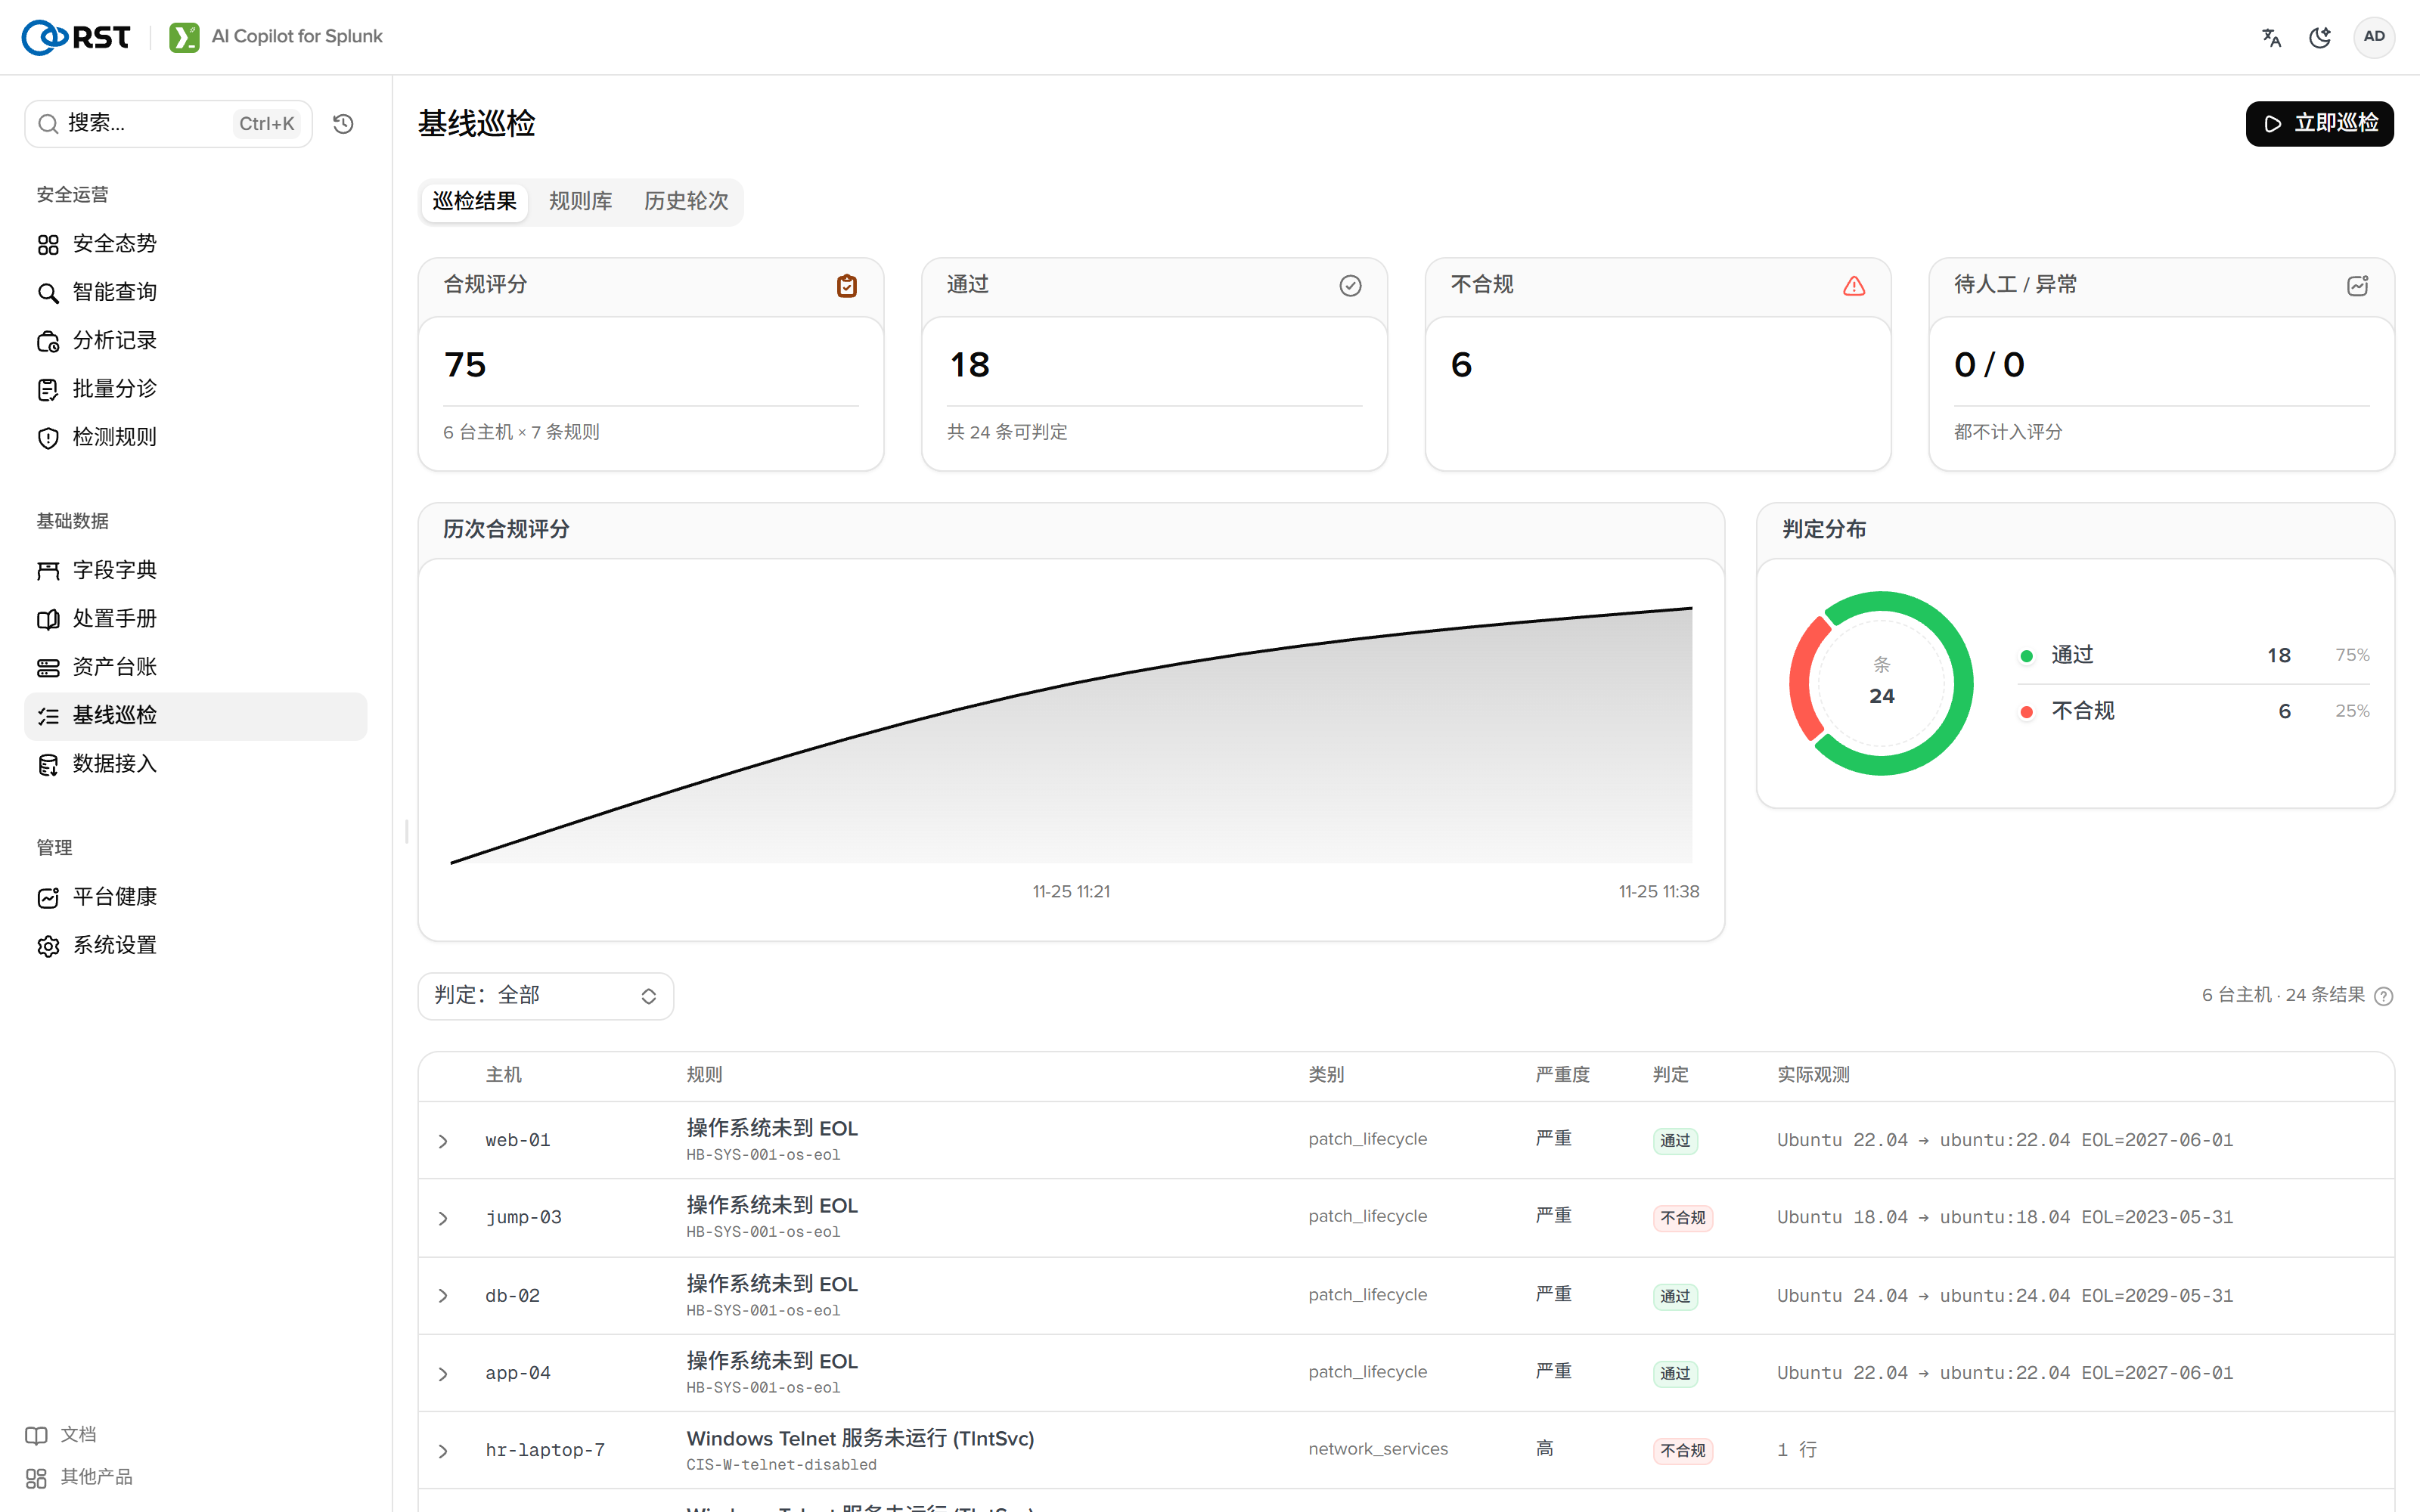 RST
AI Copilot for Splunk
AD
搜索...
Ctrl+K
安全运营
安全态势
智能查询
分析记录
批量分诊
检测规则
基础数据
字段字典
处置手册
资产台账
基线巡检
数据接入
管理
平台健康
系统设置
文档
其他产品
基线巡检
立即巡检
巡检结果
规则库
历史轮次
合规评分
75
6 台主机 × 7 条规则
通过
18
共 24 条可判定
不合规
6
待人工 / 异常
0 / 0
都不计入评分
历次合规评分
11-25 11:21
11-25 11:38
判定分布
条
24
通过 18 75%
不合规 6 25%
判定：全部
6 台主机 · 24 条结果
主机 规则 类别 严重度 判定 实际观测
web-01
操作系统未到 EOL
HB-SYS-001-os-eol
patch_lifecycle
严重
通过
Ubuntu 22.04 → ubuntu:22.04 EOL=2027-06-01
jump-03
操作系统未到 EOL
HB-SYS-001-os-eol
patch_lifecycle
严重
不合规
Ubuntu 18.04 → ubuntu:18.04 EOL=2023-05-31
db-02
操作系统未到 EOL
HB-SYS-001-os-eol
patch_lifecycle
严重
通过
Ubuntu 24.04 → ubuntu:24.04 EOL=2029-05-31
app-04
操作系统未到 EOL
HB-SYS-001-os-eol
patch_lifecycle
严重
通过
Ubuntu 22.04 → ubuntu:22.04 EOL=2027-06-01
hr-laptop-7
Windows Telnet 服务未运行 (TlntSvc)
CIS-W-telnet-disabled
network_services
高
不合规
1 行